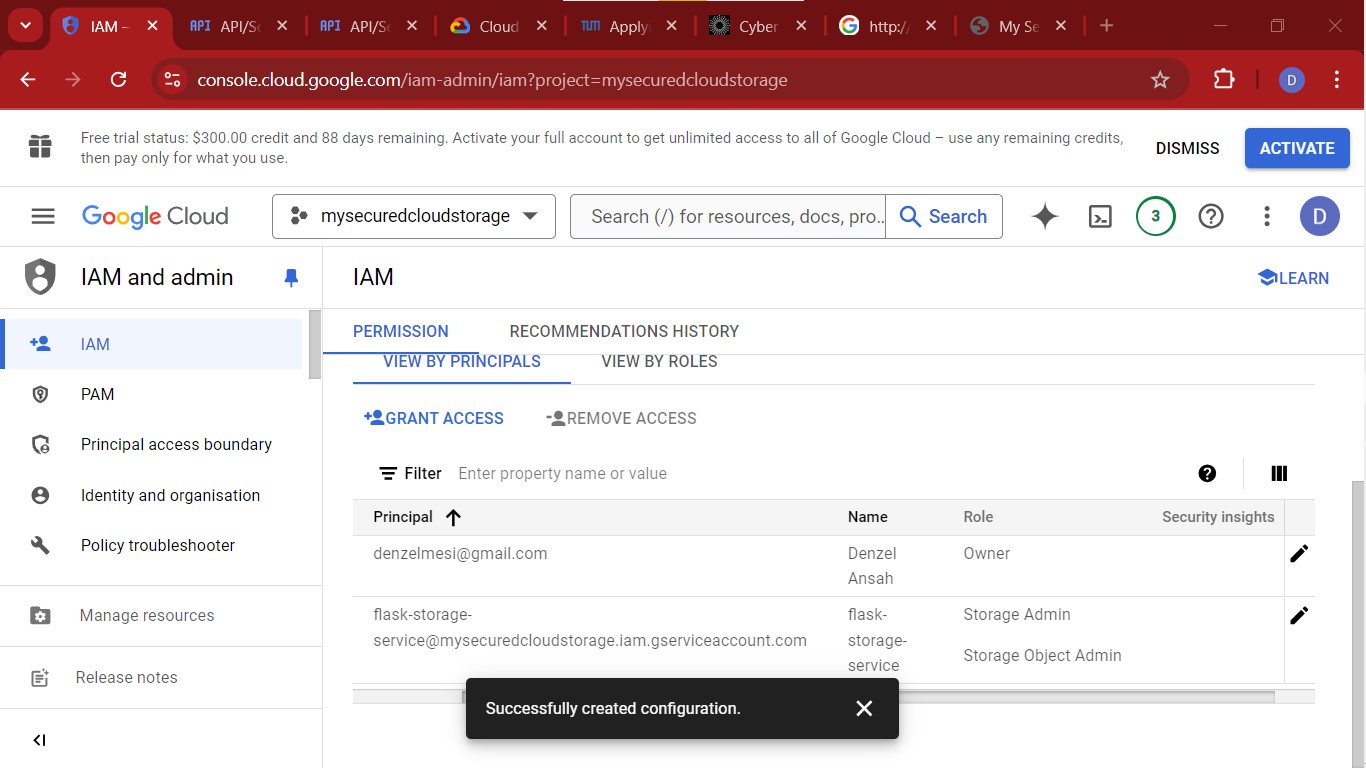 IAM –
API/Se
API/Se
Cloud
TUM Applyi
Cyber
http:/
My Se
console.cloud.google.com/iam-admin/iam?project=mysecuredcloudstorage
D
Free trial status: $300.00 credit and 88 days remaining. Activate your full account to get unlimited access to all of Google Cloud – use any remaining credits,
then pay only for what you use.
DISMISS
ACTIVATE
Google Cloud
mysecuredcloudstorage
Search (/) for resources, docs, pro...
Search
3
D
IAM and admin
IAM
PAM
Principal access boundary
Identity and organisation
Policy troubleshooter
Manage resources
Release notes
IAM
LEARN
PERMISSION
RECOMMENDATIONS HISTORY
VIEW BY PRINCIPALS
VIEW BY ROLES
GRANT ACCESS
REMOVE ACCESS
Filter Enter property name or value
Principal Name Role Security insights
denzelmesi@gmail.com Denzel Owner
Ansah
flask-storage- flask- Storage Admin
service@mysecuredcloudstorage.iam.gserviceaccount.com storage-
service Storage Object Admin
Successfully created configuration.